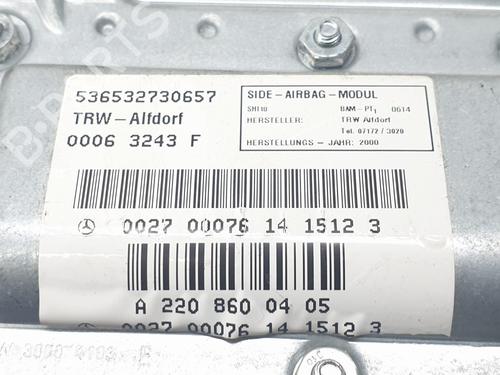 B-PARTS
536532730657
TRW-Alfdorf
0006 3243 F
SIDE-AIRBAG-MODUL
BAM-PT1 0614
HERSTELLER: TRW Alfdorf
Tel. 07172 / 3020
HERSTELLUNGS - JAHR: 2000
0027 00076 14 1512 3
A 220 860 04 05
0027 00076 14 1512 3